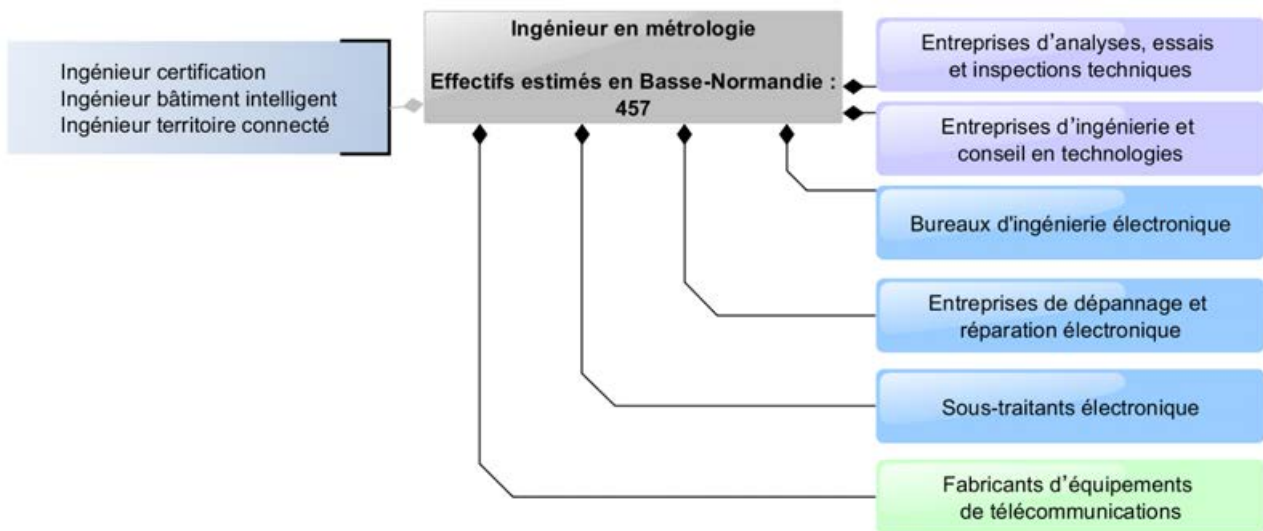 Ingénieur certification
Ingénieur bâtiment intelligent
Ingénieur territoire connecté
Ingénieur en métrologie
Effectifs estimés en Basse-Normandie :
457
Entreprises d’analyses, essais
et inspections techniques
Entreprises d’ingénierie et
conseil en technologies
Bureaux d'ingénierie électronique
Entreprises de dépannage et
réparation électronique
Sous-traitants électronique
Fabricants d’équipements
de télécommunications